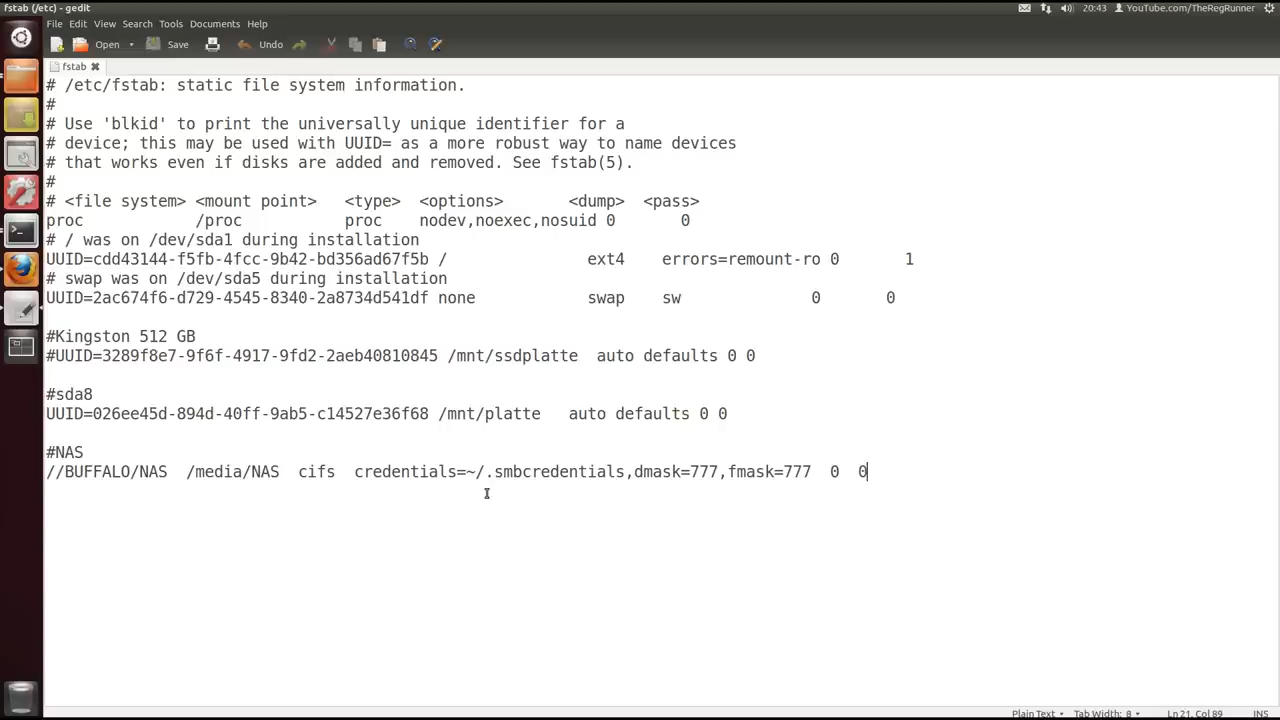 fstab (/etc) - gedit
20:43 YouTube.com/TheRegRunner
File Edit View Search Tools Documents Help
Open Save Undo
fstab
# /etc/fstab: static file system information.
#
# Use 'blkid' to print the universally unique identifier for a
# device; this may be used with UUID= as a more robust way to name devices
# that works even if disks are added and removed. See fstab(5).
#
# <file system> <mount point>   <type>  <options>       <dump>  <pass>
proc            /proc           proc    nodev,noexec,nosuid 0       0
# / was on /dev/sda1 during installation
UUID=cdd43144-f5fb-4fcc-9b42-bd356ad67f5b /               ext4    errors=remount-ro 0       1
# swap was on /dev/sda5 during installation
UUID=2ac674f6-d729-4545-8340-2a8734d541df none            swap    sw              0       0
#Kingston 512 GB
#UUID=3289f8e7-9f6f-4917-9fd2-2aeb40810845 /mnt/ssdplatte  auto defaults 0 0
#sda8
UUID=026ee45d-894d-40ff-9ab5-c14527e36f68 /mnt/platte   auto defaults 0 0
#NAS
//BUFFALO/NAS  /media/NAS  cifs  credentials=~/.smbcredentials,dmask=777,fmask=777  0  0
Plain Text Tab Width: 8 Ln 21, Col 89 INS